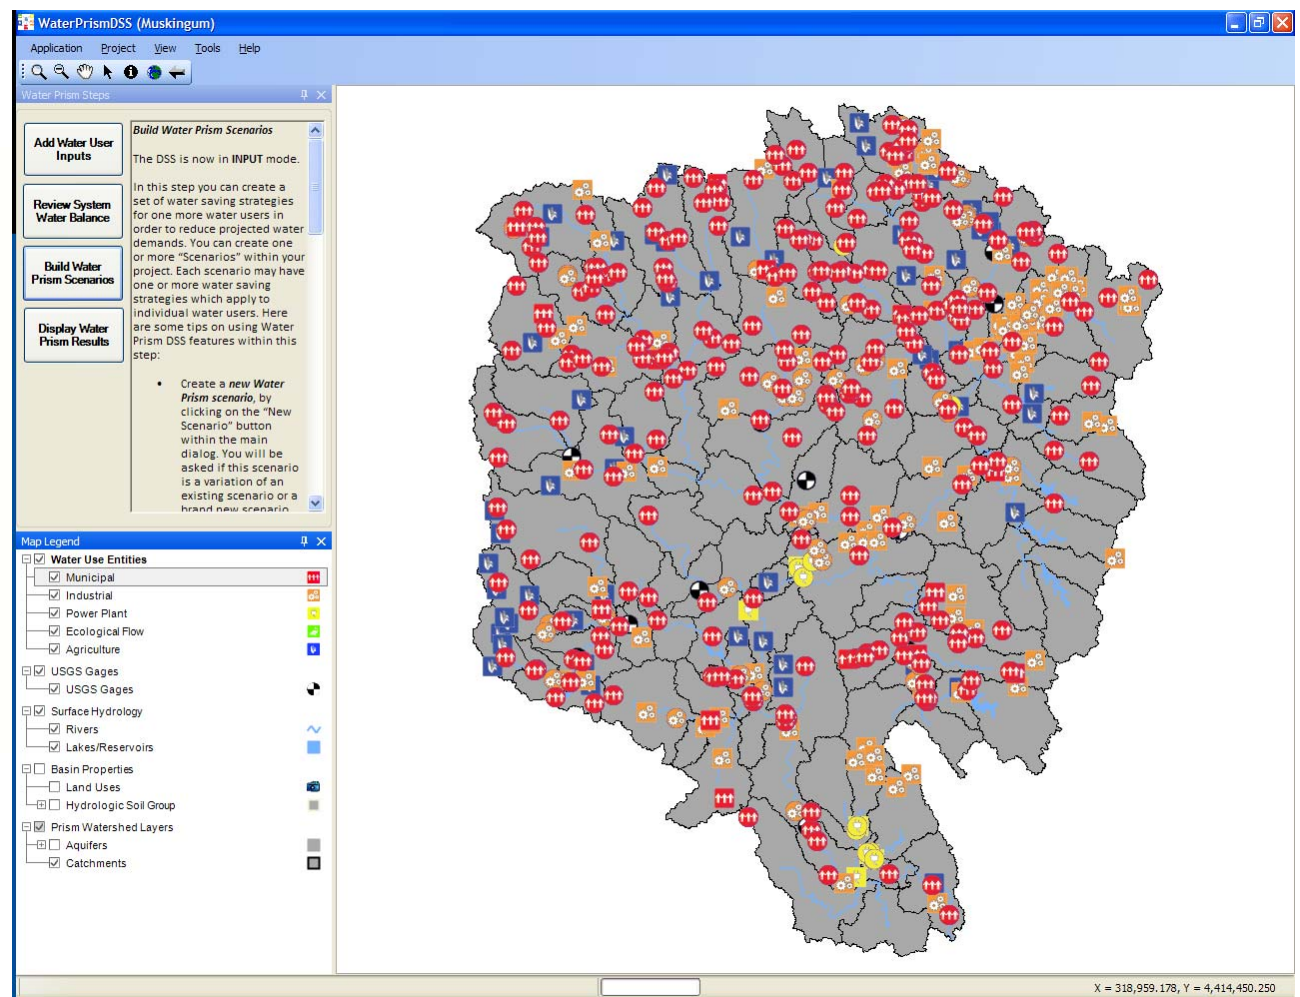 WaterPrismDSS (Muskingum)
Application Project View Tools Help
Water Prism Steps
Add Water User
Inputs
Review System
Water Balance
Build Water
Prism Scenarios
Display Water
Prism Results
Build Water Prism Scenarios
The DSS is now in INPUT mode.
In this step you can create a
set of water saving strategies
for one more water users in
order to reduce projected water
demands. You can create one
or more "Scenarios" within your
project. Each scenario may have
one or more water saving
strategies which apply to
individual water users. Here
are some tips on using Water
Prism DSS features within this
step:
• Create a new Water
Prism scenario, by
clicking on the "New
Scenario" button
within the main
dialog. You will be
asked if this scenario
is a variation of an
existing scenario or a
brand new scenario
Map Legend
Water Use Entities
Municipal
Industrial
Power Plant
Ecological Flow
Agriculture
USGS Gages
USGS Gages
Surface Hydrology
Rivers
Lakes/Reservoirs
Basin Properties
Land Uses
Hydrologic Soil Group
Prism Watershed Layers
Aquifers
Catchments
X = 318,959.178, Y = 4,414,450.250